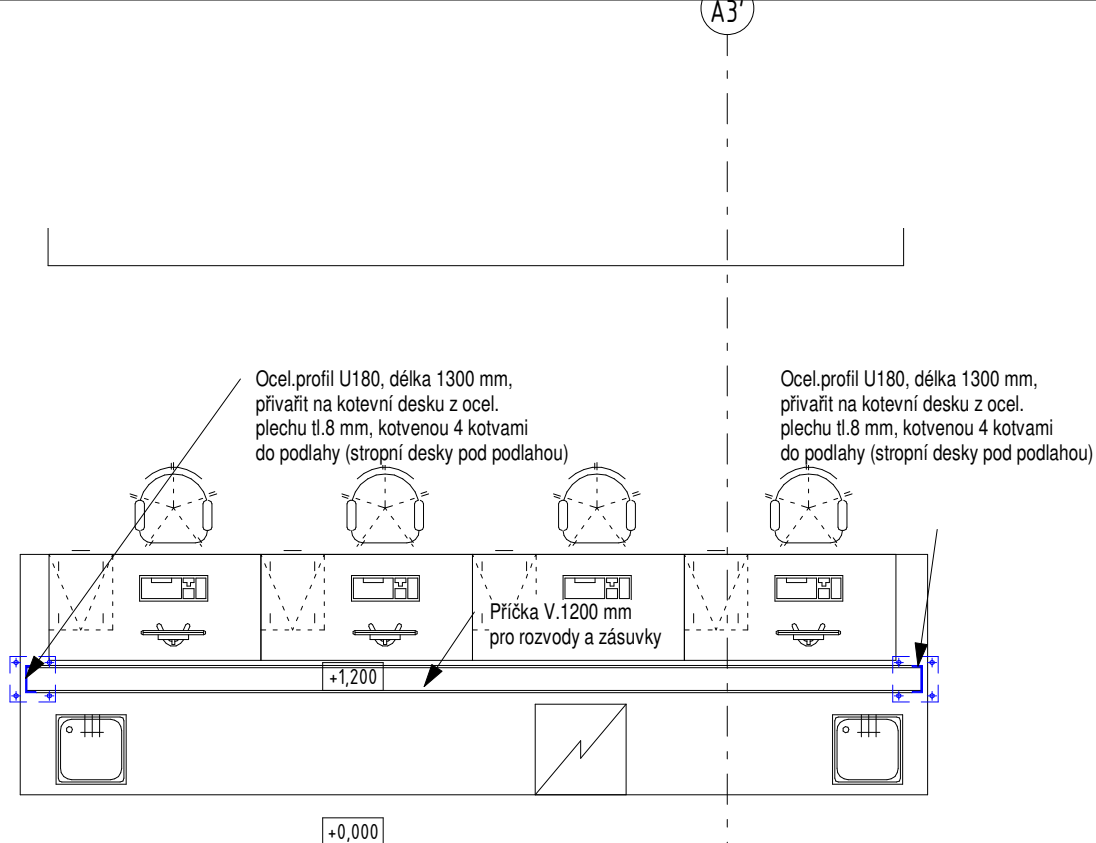 A3'
Ocel.profil U180, délka 1300 mm,
přivařit na kotevní desku z ocel.
plechu tl.8 mm, kotvenou 4 kotvami
do podlahy (stropní desky pod podlahou)
Ocel.profil U180, délka 1300 mm,
přivařit na kotevní desku z ocel.
plechu tl.8 mm, kotvenou 4 kotvami
do podlahy (stropní desky pod podlahou)
Příčka V.1200 mm
pro rozvody a zásuvky
+1,200
+0,000